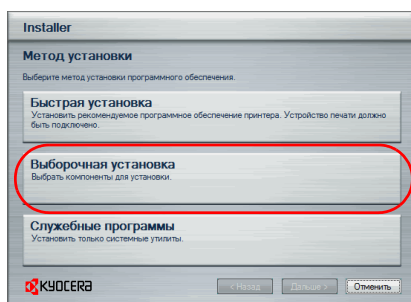 Installer
Метод установки
Выберите метод установки программного обеспечения.
Быстрая установка
Установить рекомендуемое программное обеспечение принтера. Устройство печати должно
быть подключено.
Выборочная установка
Выбрать компоненты для установки.
Служебные программы
Установить только системные утилиты.
KYOCERA
< Назад Дальше > Отменить